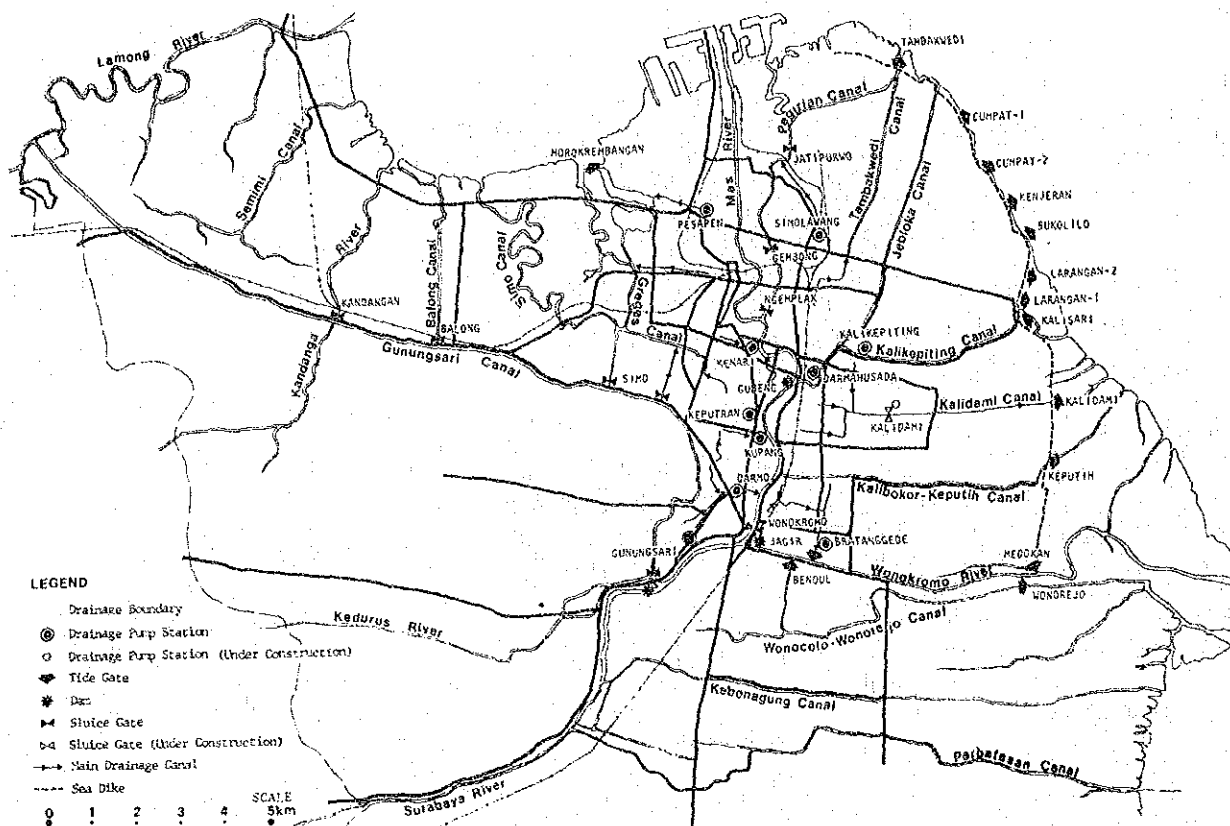 TAMBAKWEDI
Lamong River
Pegirian Canal
CUMPAT-1
MOROKREMBANGAN
Mas River
JATIPURWO
Tambakwedi Canal
CUMPAY-2
Semimi Canal
Jebloka Canal
KENJERAN
PESAPEN
SIMOLAWANG
SUKOLILO
River
GEMBONG
Simo Canal
LARANGAN-2
Balong Canal
Greges
KANDANGAN
NGEMPLAK
LARANGAN-1
KALISARI
BALONG
Canal
KALIKEPITING
Kalikepiting Canal
Gunungsari Canal
KENARI
Kandanga
SIMO
GUBENG
DARMAHUSADA
Kalidami Canal
KALIDAMI
KEPUTRAN
KALIDAMI
KUPANG
KEPUTIH
DARMO
Kalibokor-Keputih Canal
WONOKROMO
GUNUNGSARI
JAGIR
BRATANGGEDE
MEDOKAN
BENDUL
Wonokromo River
WONOREJO
LEGEND
Drainage Boundary
Kedurus River
Drainage Pump Station
Wonocolo-Wonorejo Canal
Drainage Pump Station (Under Construction)
Tide Gate
Dam
Kebonagung Canal
Sluice Gate
Sluice Gate (Under Construction)
Main Drainage Canal
Perbatasan Canal
Sea Dike
Surabaya River
SCALE
0 1 2 3 4 5km